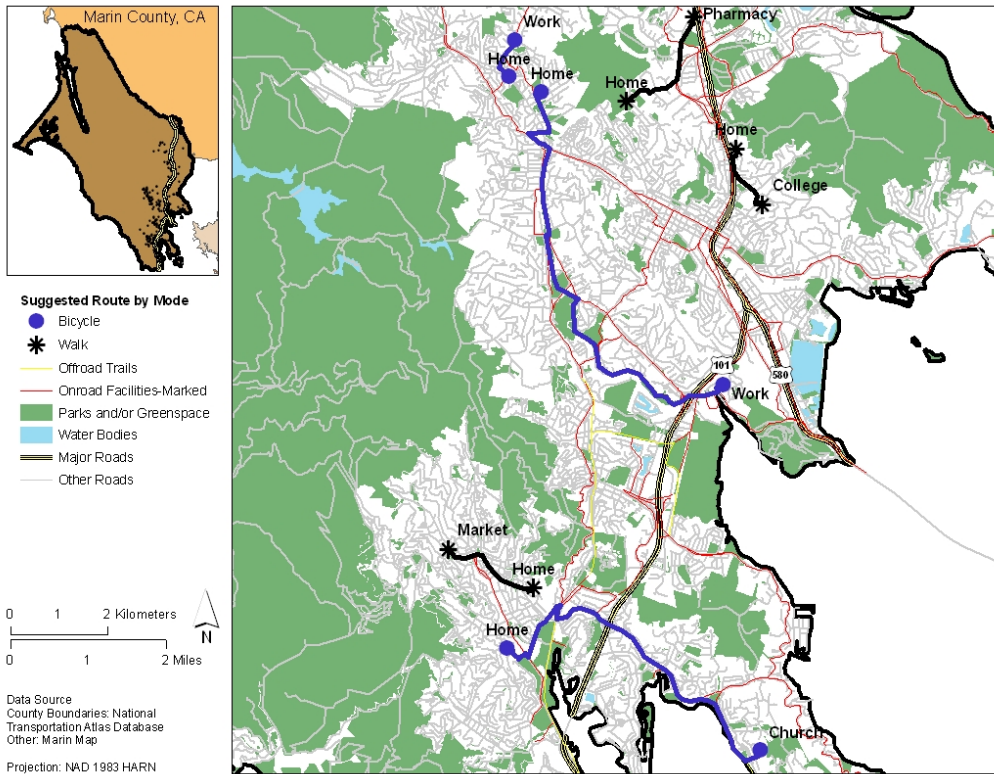 Marin County, CA
Suggested Route by Mode
Bicycle
Walk
Offroad Trails
Onroad Facilities-Marked
Parks and/or Greenspace
Water Bodies
Major Roads
Other Roads
0 1 2 Kilometers
0 1 2 Miles
N
Data Source
County Boundaries: National
Transportation Atlas Database
Other: Marin Map
Projection: NAD 1983 HARN
Pharmacy
Work
Home
Home
Home
Home
College
101
580
Work
Market
Home
Home
Church